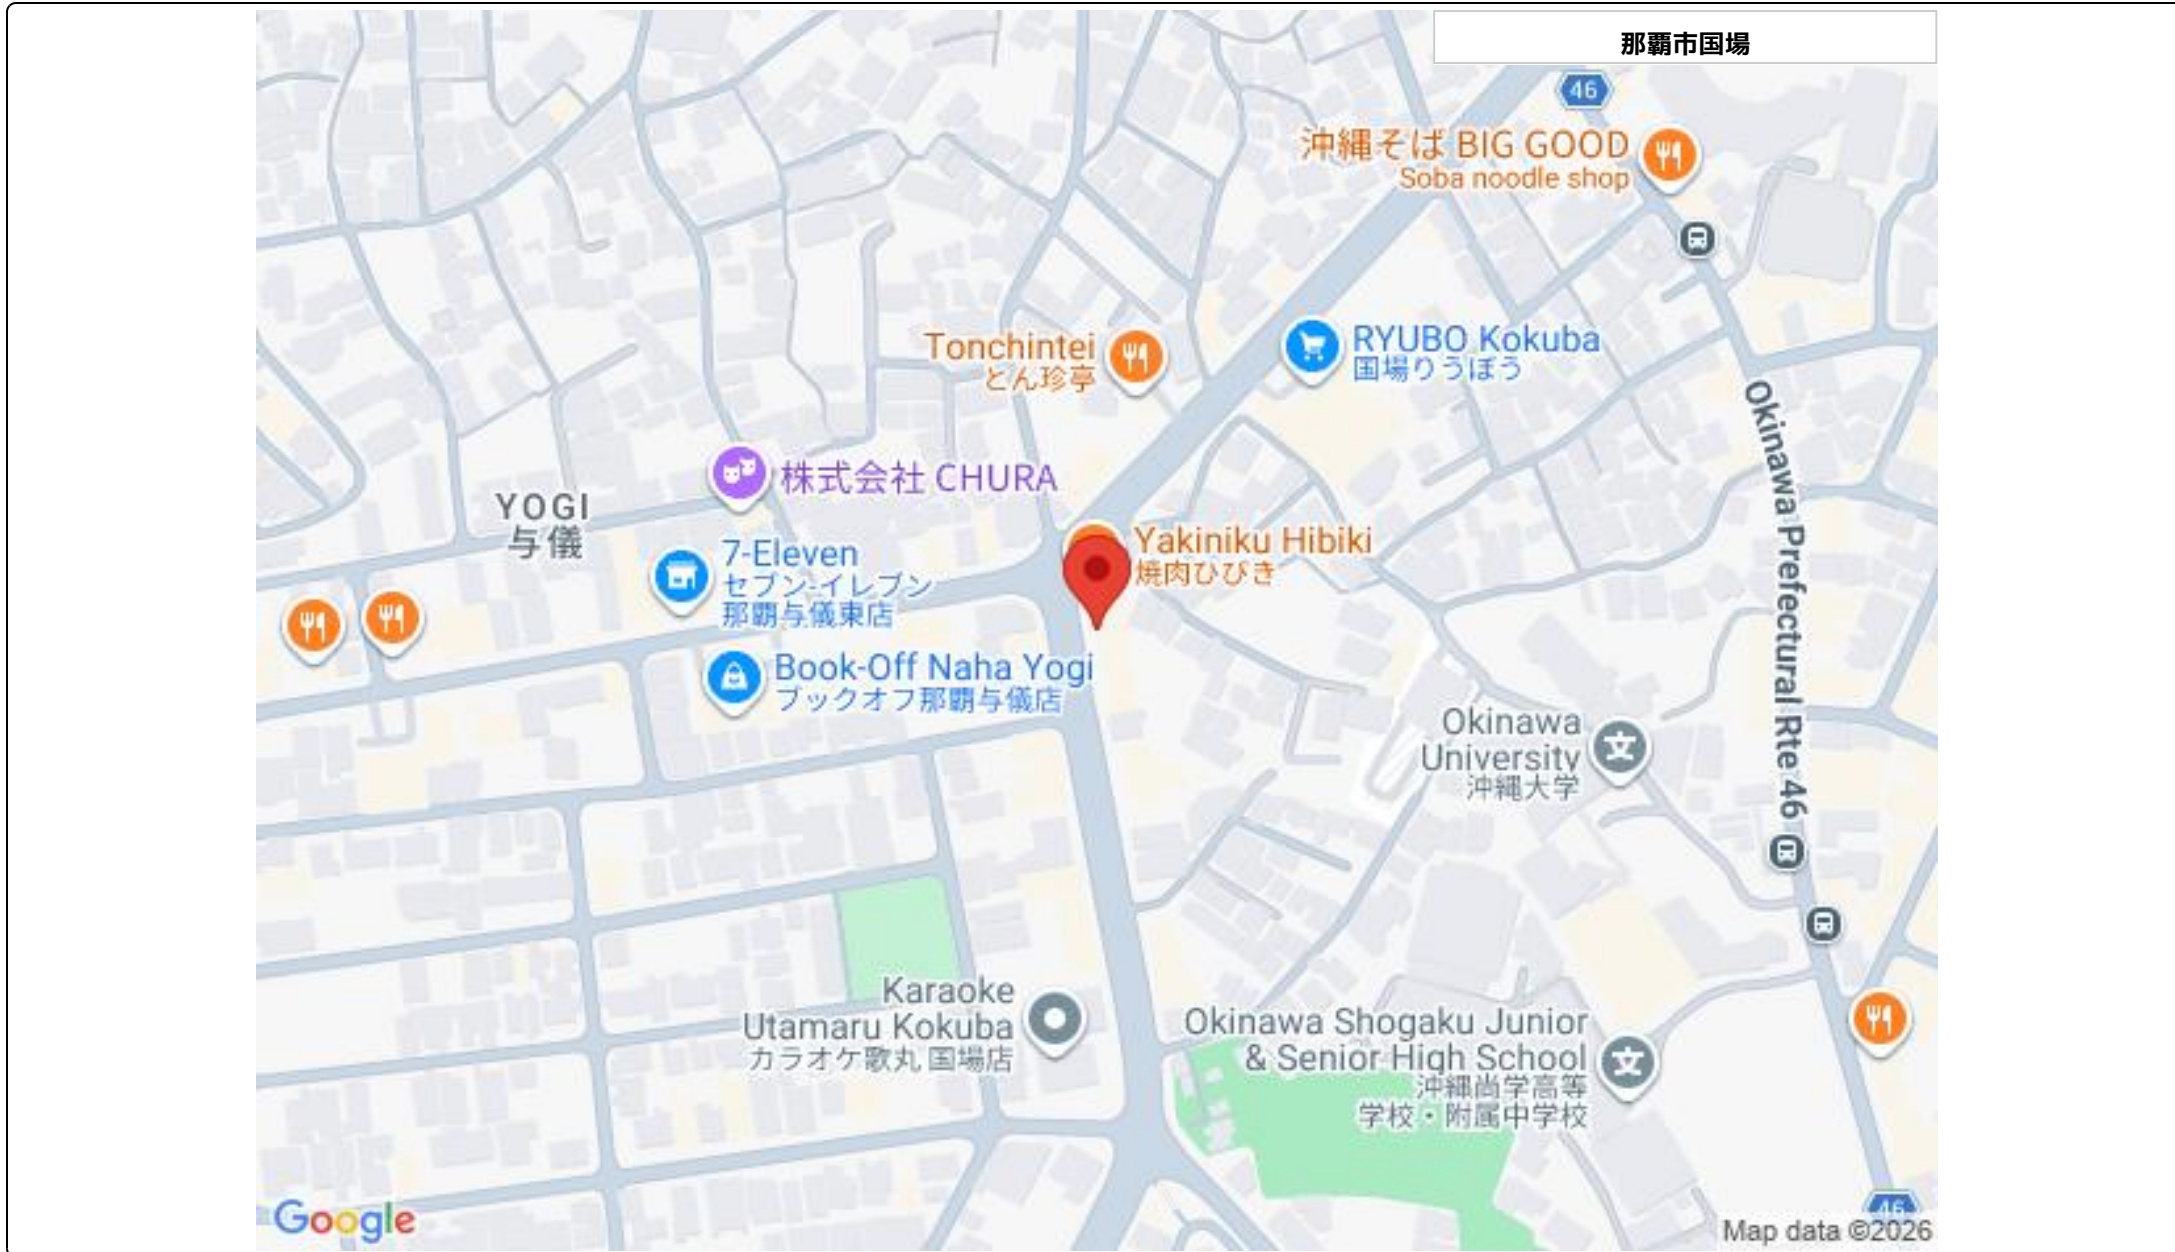 那覇市国場
46
沖縄そば BIG GOOD
Soba noodle shop
Tonchintei
とん珍亭
RYUBO Kokuba
国場りうぼう
株式会社 CHURA
YOGI
与儀
7-Eleven
セブン-イレブン
那覇与儀東店
Yakiniku Hibiki
焼肉ひびき
Book-Off Naha Yogi
ブックオフ那覇与儀店
Okinawa Prefectural Rte 46
Okinawa
University
沖縄大学
文
Karaoke
Utamaru Kokuba
カラオケ歌丸 国場店
Okinawa Shogaku Junior
& Senior High School
沖縄尚学高等
学校・附属中学校
文
46
Google
Map data ©2026